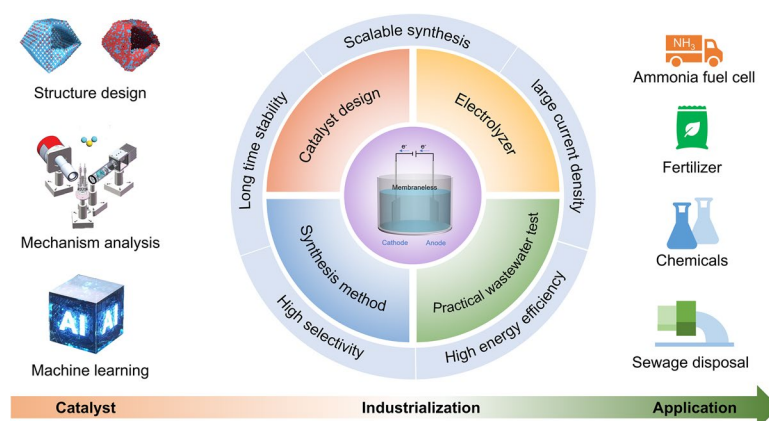 Structure design
Mechanism analysis
AI AI
Machine learning
Scalable synthesis
large current density
High energy efficiency
High selectivity
Long time stability
Catalyst design
Electrolyzer
Practical wastewater test
Synthesis method
e⁻ e⁻
Membraneless
Cathode Anode
NH₃
Ammonia fuel cell
Fertilizer
Chemicals
Sewage disposal
Catalyst Industrialization Application